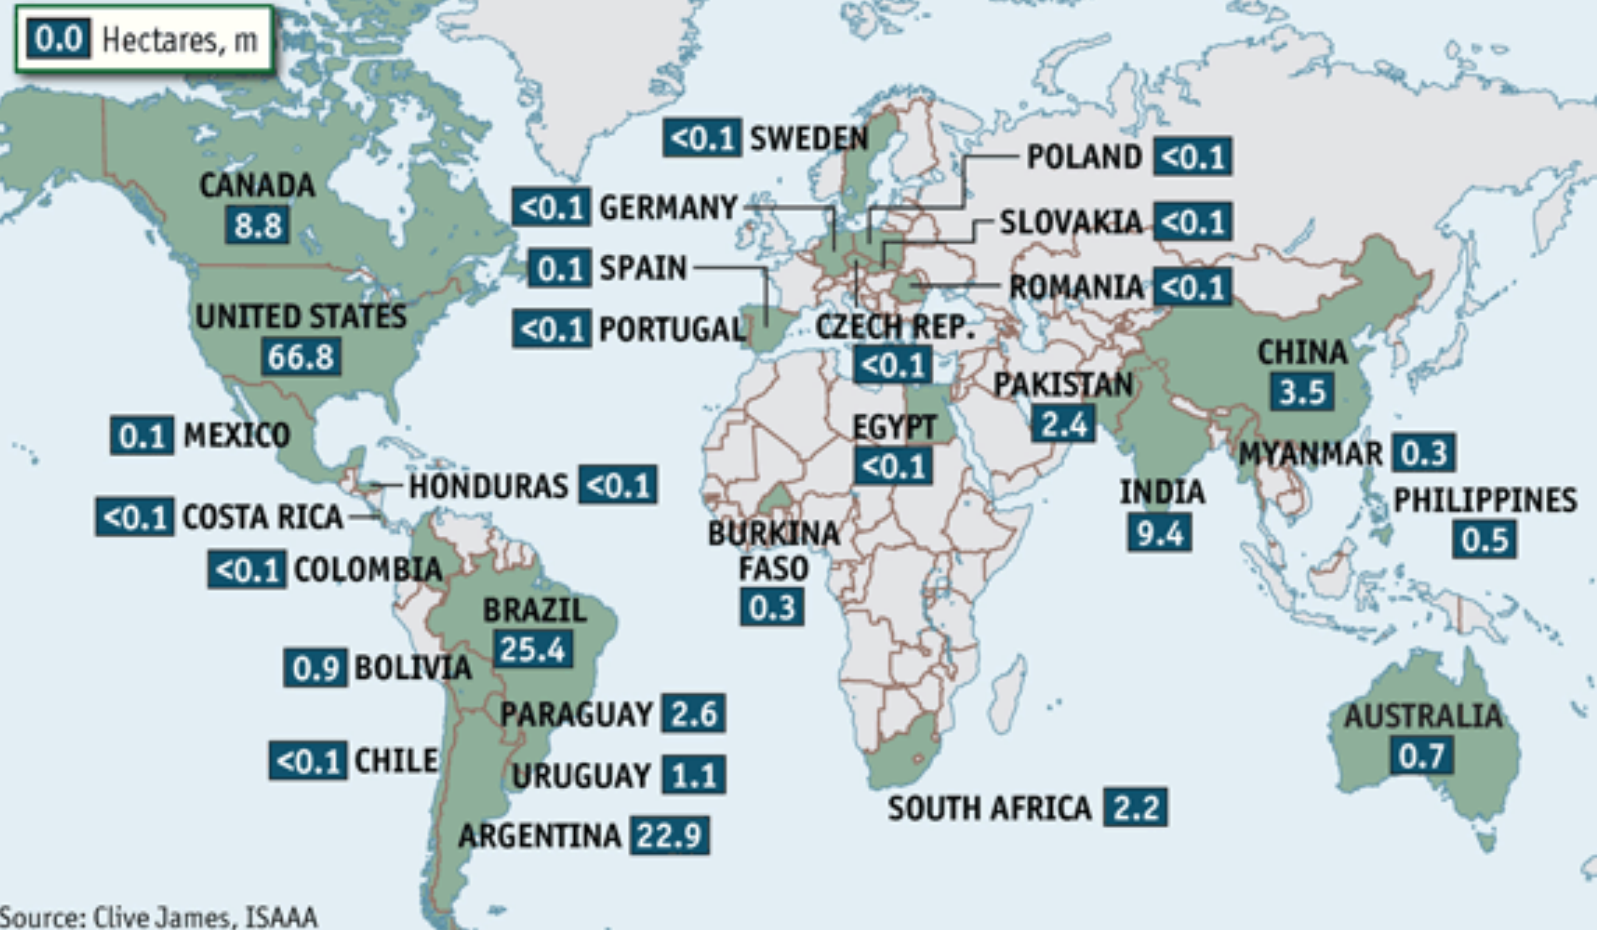 0.0 Hectares, m
<0.1 SWEDEN
POLAND <0.1
CANADA
8.8
<0.1 GERMANY
SLOVAKIA <0.1
0.1 SPAIN
ROMANIA <0.1
UNITED STATES
66.8
<0.1 PORTUGAL
CZECH REP.
<0.1
CHINA
3.5
PAKISTAN
2.4
0.1 MEXICO
EGYPT
<0.1
MYANMAR 0.3
HONDURAS <0.1
INDIA
9.4
PHILIPPINES
0.5
<0.1 COSTA RICA
BURKINA
FASO
0.3
<0.1 COLOMBIA
BRAZIL
25.4
0.9 BOLIVIA
PARAGUAY 2.6
AUSTRALIA
0.7
<0.1 CHILE
URUGUAY 1.1
SOUTH AFRICA 2.2
ARGENTINA 22.9
Source: Clive James, ISAAA